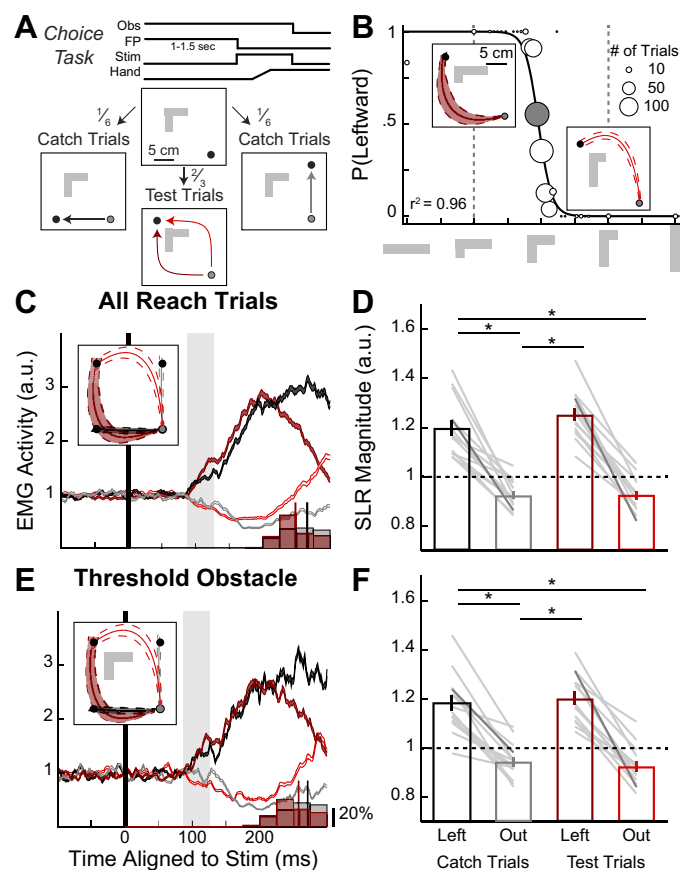 A
Choice
Task
Obs
FP
1-1.5 sec
Stim
Hand
1/6
1/6
Catch Trials
Catch Trials
5 cm
2/3
Test Trials
B
P(Leftward)
1
.5
0
5 cm
# of Trials
10
50
100
r² = 0.96
C All Reach Trials
EMG Activity (a.u.)
3
2
1
D
SLR Magnitude (a.u.)
1.6
1.4
1.2
1.0
0.8
* * *
E Threshold Obstacle
3
2
1
0 100 200
20%
Time Aligned to Stim (ms)
F
1.6
1.4
1.2
1.0
0.8
* * *
Left Out Left Out
Catch Trials Test Trials